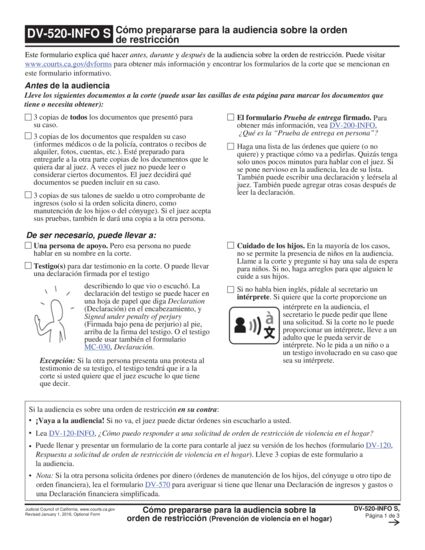 DV-520-INFO S
Cómo prepararse para la audiencia sobre la orden
de restricción
Este formulario explica qué hacer antes, durante y después de la audiencia sobre la orden de restricción. Puede visitar
www.courts.ca.gov/dvforms para obtener más información y encontrar los formularios de la corte que se mencionan en
este formulario informativo.
Antes de la audiencia
Lleve los siguientes documentos a la corte (puede usar las casillas de esta página para marcar los documentos que
tiene o necesita obtener):
3 copias de todos los documentos que presentó para
su caso.
3 copias de los documentos que respalden su caso
(informes médicos o de la policía, contratos o recibos de
alquiler, fotos, cuentas, etc.). Esté preparado para
entregarle a la otra parte copias de los documentos que le
quiera dar al juez. A veces el juez no puede leer o
considerar ciertos documentos. El juez decidirá qué
documentos se pueden incluir en su caso.
3 copias de sus talones de sueldo u otro comprobante de
ingresos (solo si la orden solicita dinero, como
manutención de los hijos o del cónyuge). Si el juez acepta
sus pruebas, también le dará una copia a la otra persona.
El formulario Prueba de entrega firmado. Para
obtener más información, vea DV-200-INFO,
¿Qué es la “Prueba de entrega en persona”?
Haga una lista de las órdenes que quiere (o no
quiere) y practique cómo va a pedirlas. Quizás tenga
solo unos pocos minutos para hablar con el juez. Si
se pone nervioso en la audiencia, lea de su lista.
También puede escribir una declaración y leérsela al
juez. También puede agregar otras cosas después de
leer la declaración.
De ser necesario, puede llevar a:
Una persona de apoyo. Pero esa persona no puede
hablar en su nombre en la corte.
Testigo(s) para dar testimonio en la corte. O puede llevar
una declaración firmada por el testigo
describiendo lo que vio o escuchó. La
declaración del testigo se puede hacer en
una hoja de papel que diga Declaration
(Declaración) en el encabezamiento, y
Signed under penalty of perjury
(Firmada bajo pena de perjurio) al pie,
arriba de la firma del testigo. O el testigo
puede usar también el formulario
MC-030, Declaración.
Excepción: Si la otra persona presenta una protesta al
testimonio de su testigo, el testigo tendrá que ir a la
corte si usted quiere que el juez escuche lo que tiene
que decir.
Cuidado de los hijos. En la mayoría de los casos,
no se permite la presencia de niños en la audiencia.
Llame a la corte y pregunte si hay una sala de espera
para niños. Si no, haga arreglos para que alguien le
cuide a sus hijos.
Si no habla bien inglés, pídale al secretario un
intérprete. Si quiere que la corte proporcione un
intérprete en la audiencia, el
secretario le puede pedir que llene
una solicitud. Si la corte no le puede
proporcionar un intérprete, lleve a un
adulto que le pueda servir de
intérprete. No le pida a un niño o a
un testigo involucrado en su caso que
sea su intérprete.
à
Si la audiencia es sobre una orden de restricción en su contra:
• ¡Vaya a la audiencia! Si no va, el juez puede dictar órdenes sin escucharlo a usted.
• Lea DV-120-INFO, ¿Cómo puedo responder a una solicitud de orden de restricción de violencia en el hogar?
• Puede llenar y presentar un formulario de la corte para contarle al juez su versión de los hechos (formulario DV-120,
Respuesta a solicitud de orden de restricción de violencia en el hogar). Lleve 3 copias de este formulario a
la audiencia.
• Nota: Si la otra persona solicita órdenes por dinero (órdenes de manutención de los hijos, del cónyuge u otro tipo de
orden financiera), lea el formulario DV-570 para averiguar si tiene que llenar una Declaración de ingresos y gastos o
una Declaración financiera simplificada.
Judicial Council of California, www.courts.ca.gov
Revised January 1, 2016, Optional Form
Cómo prepararse para la audiencia sobre la
orden de restricción (Prevención de violencia en el hogar)
DV-520-INFO S,
Página 1 de 3